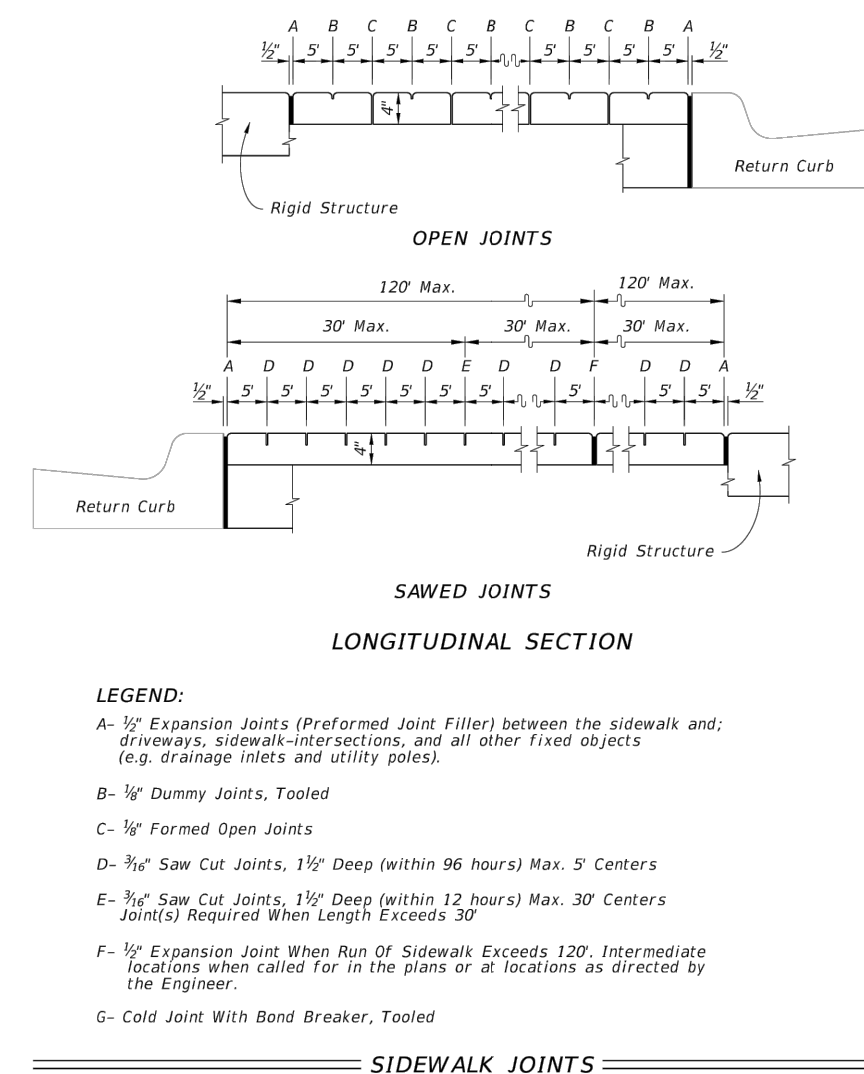 A B C B C B C B C B A
½" 5' 5' 5' 5' 5' 5' 5' 5' 5' ½"
4"
Return Curb
Rigid Structure
OPEN JOINTS
120' Max. 120' Max.
30' Max. 30' Max. 30' Max.
A D D D D D E D D F D D A
½" 5' 5' 5' 5' 5' 5' 5' 5' 5' 5' ½"
4"
Return Curb
Rigid Structure
SAWED JOINTS
LONGITUDINAL SECTION
LEGEND:
A– ½" Expansion Joints (Preformed Joint Filler) between the sidewalk and;
driveways, sidewalk–intersections, and all other fixed objects
(e.g. drainage inlets and utility poles).
B– ⅛" Dummy Joints, Tooled
C– ⅛" Formed Open Joints
D– 3/16" Saw Cut Joints, 1½" Deep (within 96 hours) Max. 5' Centers
E– 3/16" Saw Cut Joints, 1½" Deep (within 12 hours) Max. 30' Centers
Joint(s) Required When Length Exceeds 30'
F– ½" Expansion Joint When Run Of Sidewalk Exceeds 120'. Intermediate
locations when called for in the plans or at locations as directed by
the Engineer.
G– Cold Joint With Bond Breaker, Tooled
SIDEWALK JOINTS